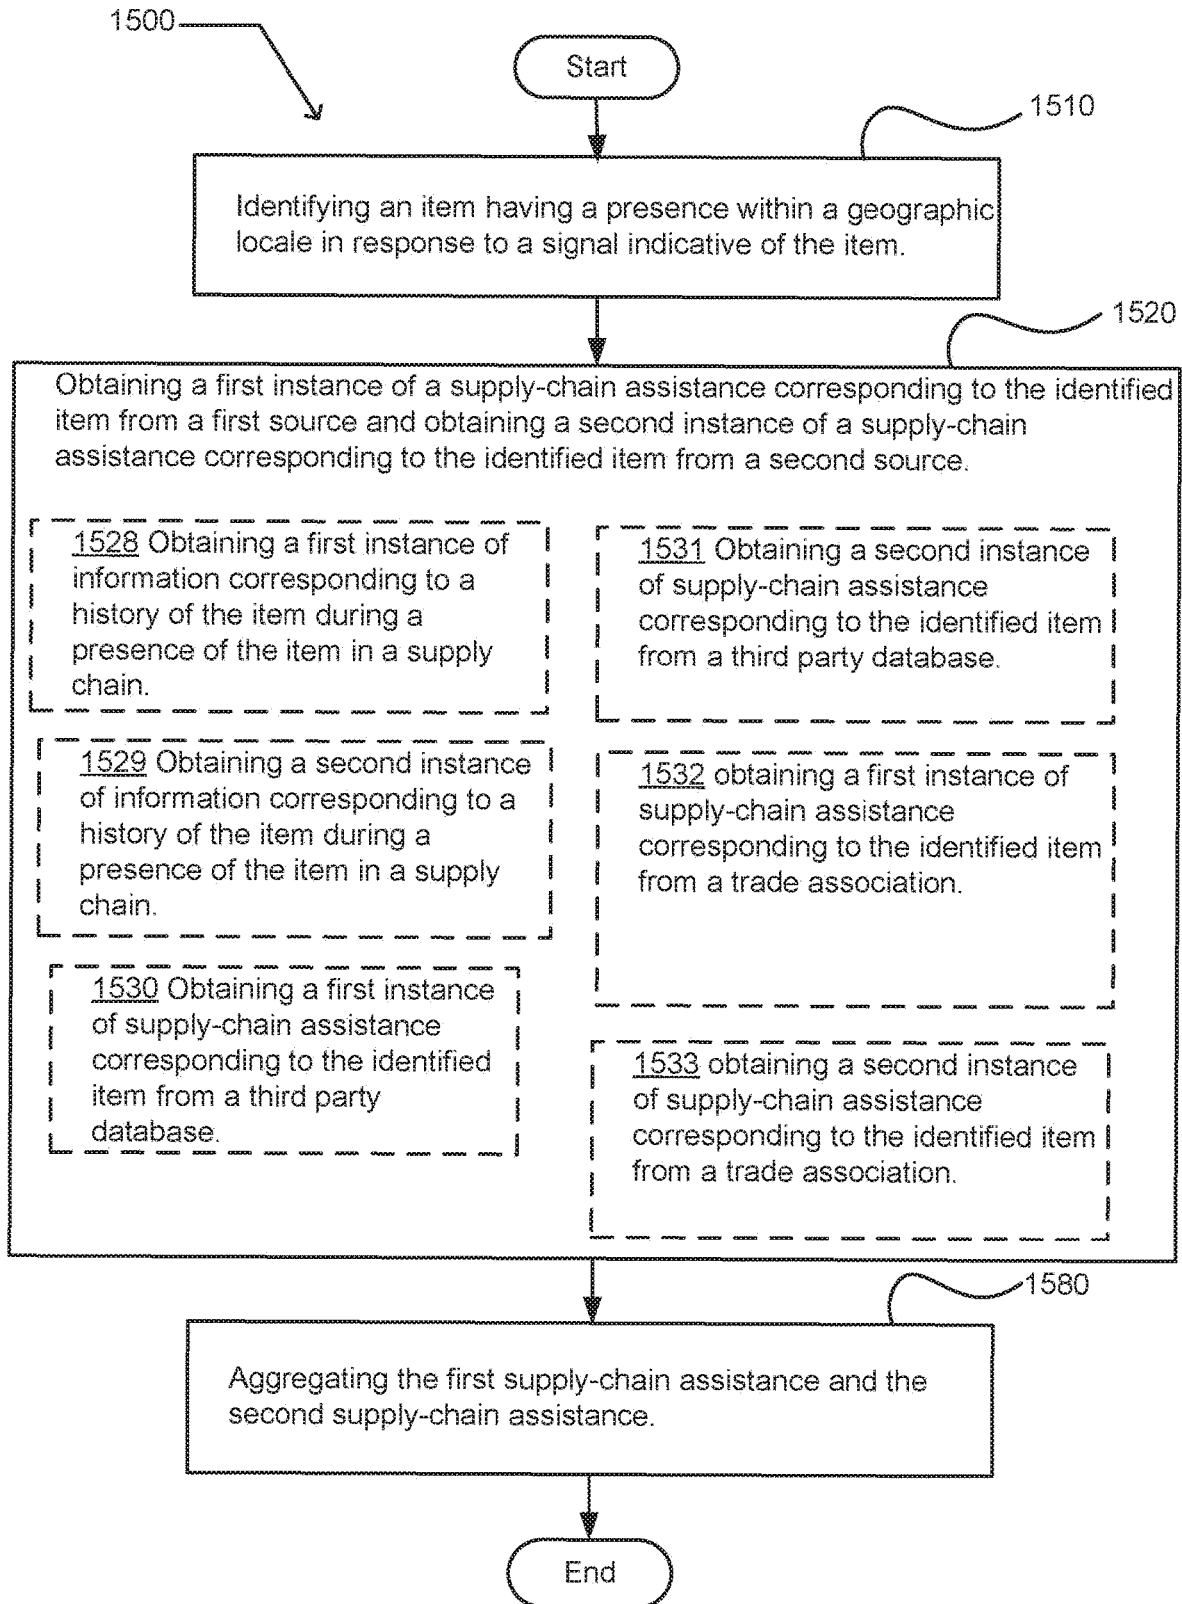 1500
Start
1510
Identifying an item having a presence within a geographic
locale in response to a signal indicative of the item.
1520
Obtaining a first instance of a supply-chain assistance corresponding to the identified
item from a first source and obtaining a second instance of a supply-chain
assistance corresponding to the identified item from a second source.
1528 Obtaining a first instance of
information corresponding to a
history of the item during a
presence of the item in a supply
chain.
1529 Obtaining a second instance
of information corresponding to a
history of the item during a
presence of the item in a supply
chain.
1530 Obtaining a first instance
of supply-chain assistance
corresponding to the identified
item from a third party
database.
1531 Obtaining a second instance
of supply-chain assistance
corresponding to the identified item
from a third party database.
1532 obtaining a first instance of
supply-chain assistance
corresponding to the identified item
from a trade association.
1533 obtaining a second instance
of supply-chain assistance
corresponding to the identified item
from a trade association.
1580
Aggregating the first supply-chain assistance and the
second supply-chain assistance.
End